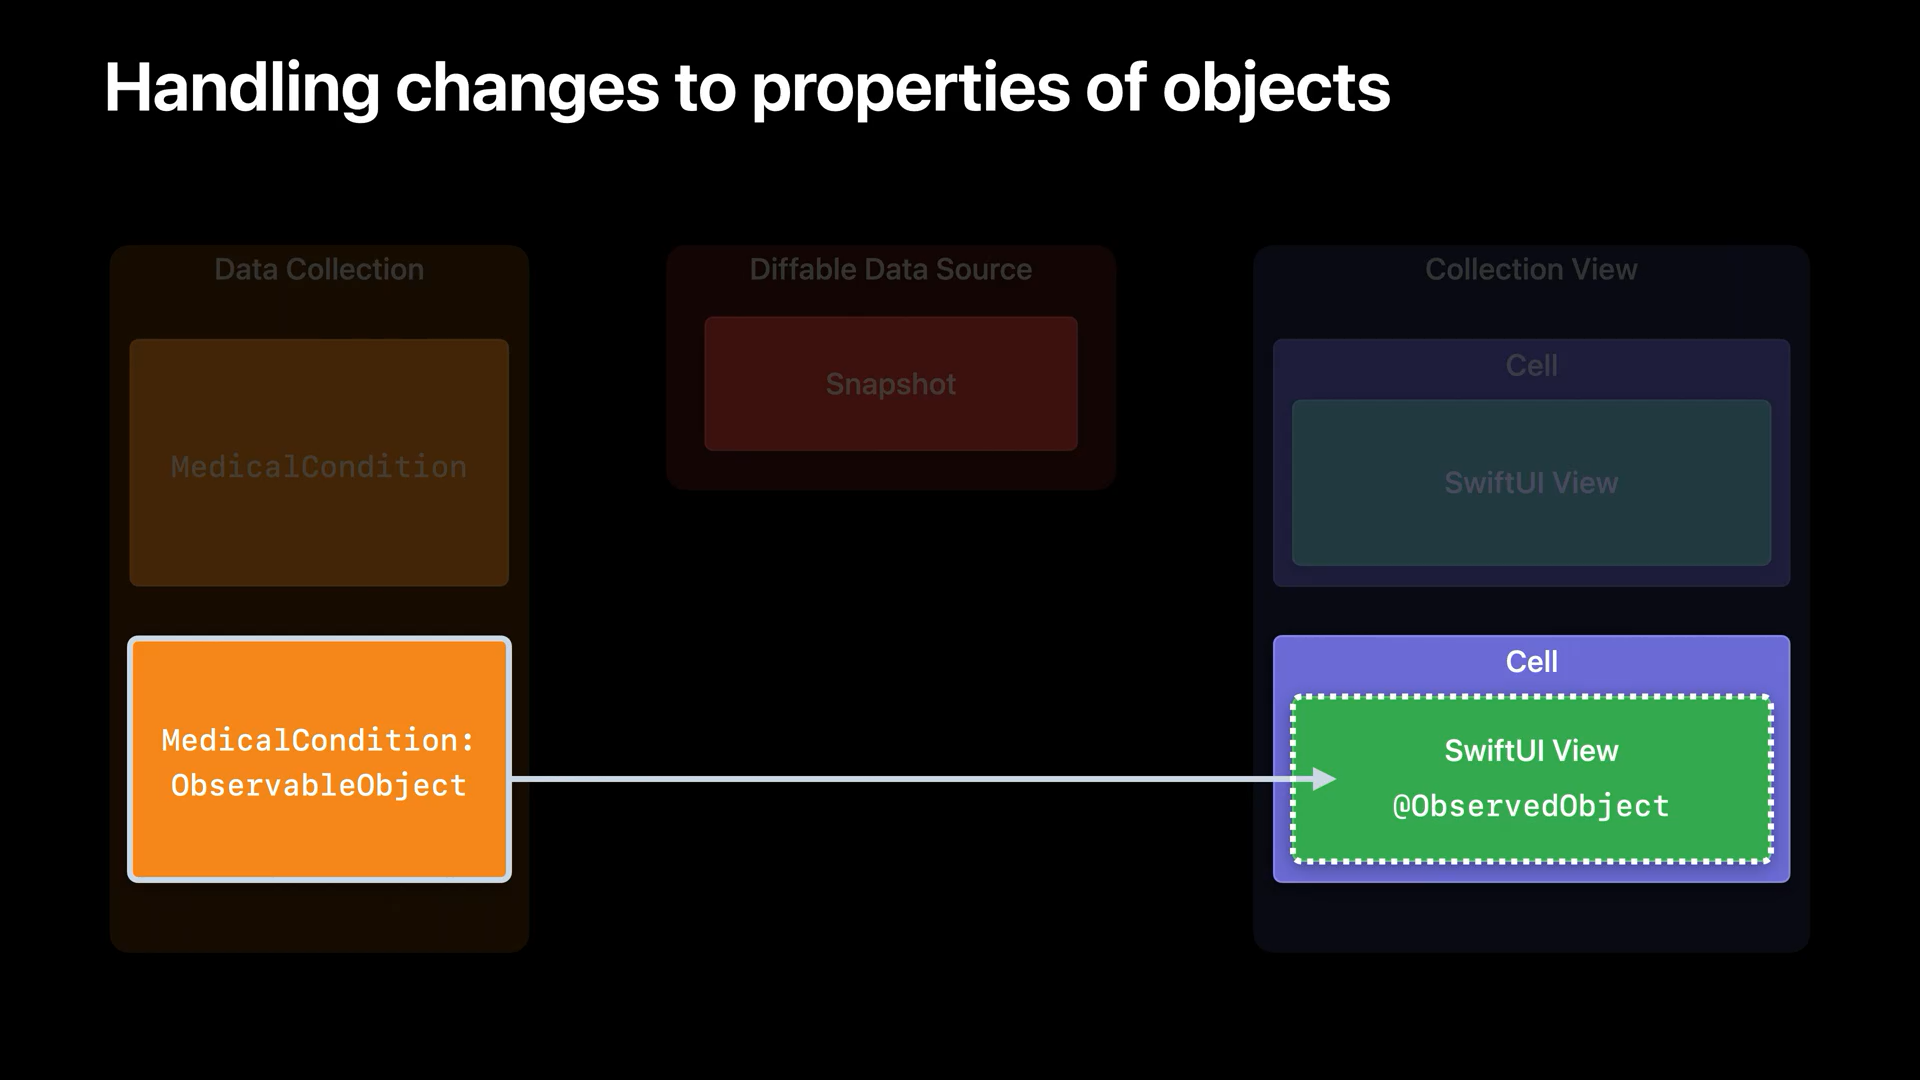 Handling changes to properties of objects
Data Collection
MedicalCondition
MedicalCondition:
ObservableObject
Diffable Data Source
Snapshot
Collection View
Cell
SwiftUI View
Cell
SwiftUI View
@ObservedObject